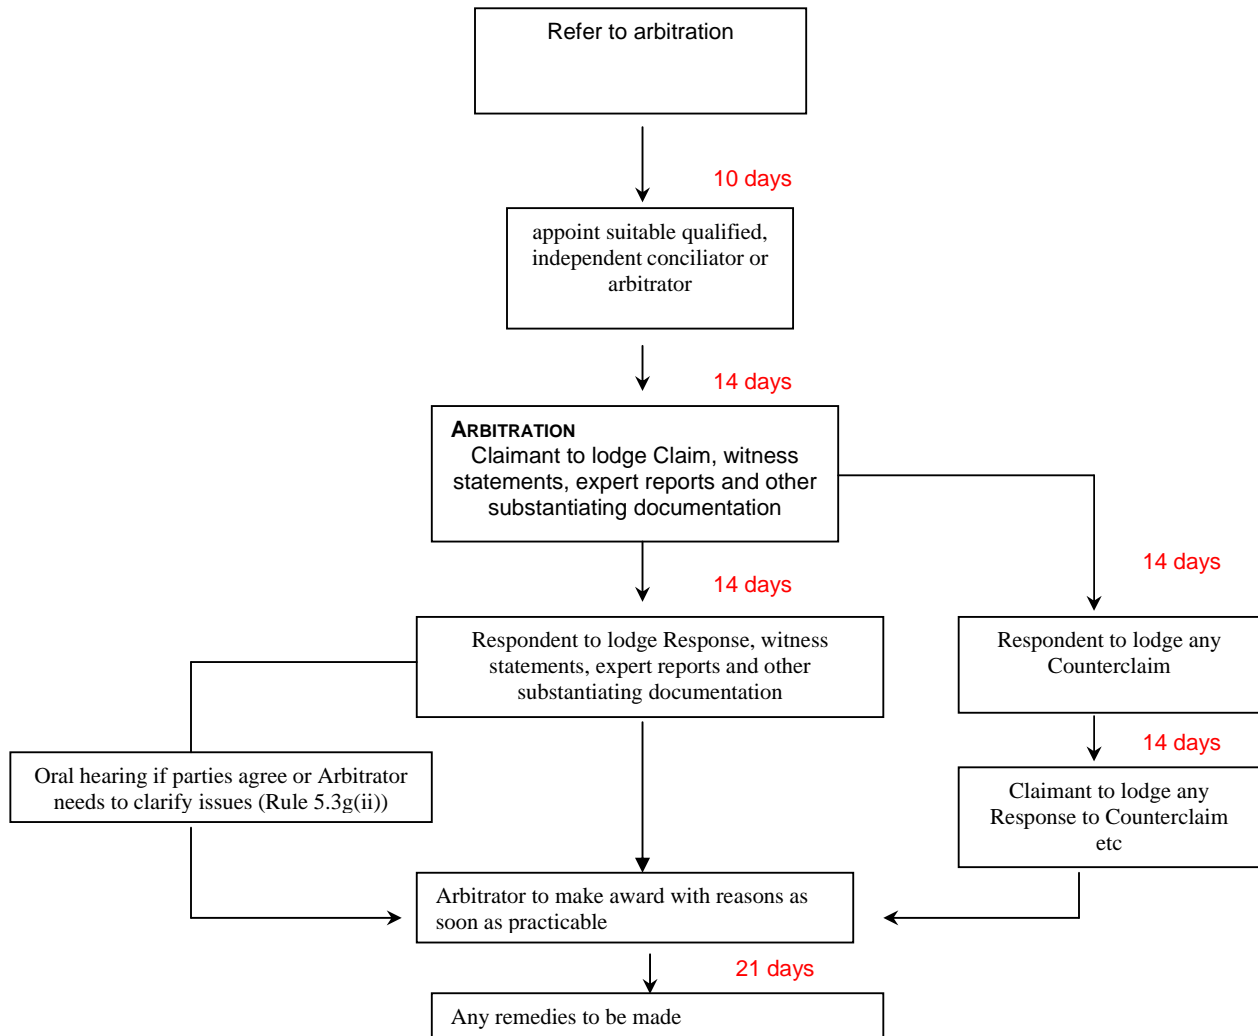 Refer to arbitration
10 days
appoint suitable qualified,
independent conciliator or
arbitrator
14 days
ARBITRATION
Claimant to lodge Claim, witness
statements, expert reports and other
substantiating documentation
14 days
14 days
Respondent to lodge Response, witness
statements, expert reports and other
substantiating documentation
Respondent to lodge any
Counterclaim
14 days
Oral hearing if parties agree or Arbitrator
needs to clarify issues (Rule 5.3g(ii))
Claimant to lodge any
Response to Counterclaim
etc
Arbitrator to make award with reasons as
soon as practicable
21 days
Any remedies to be made